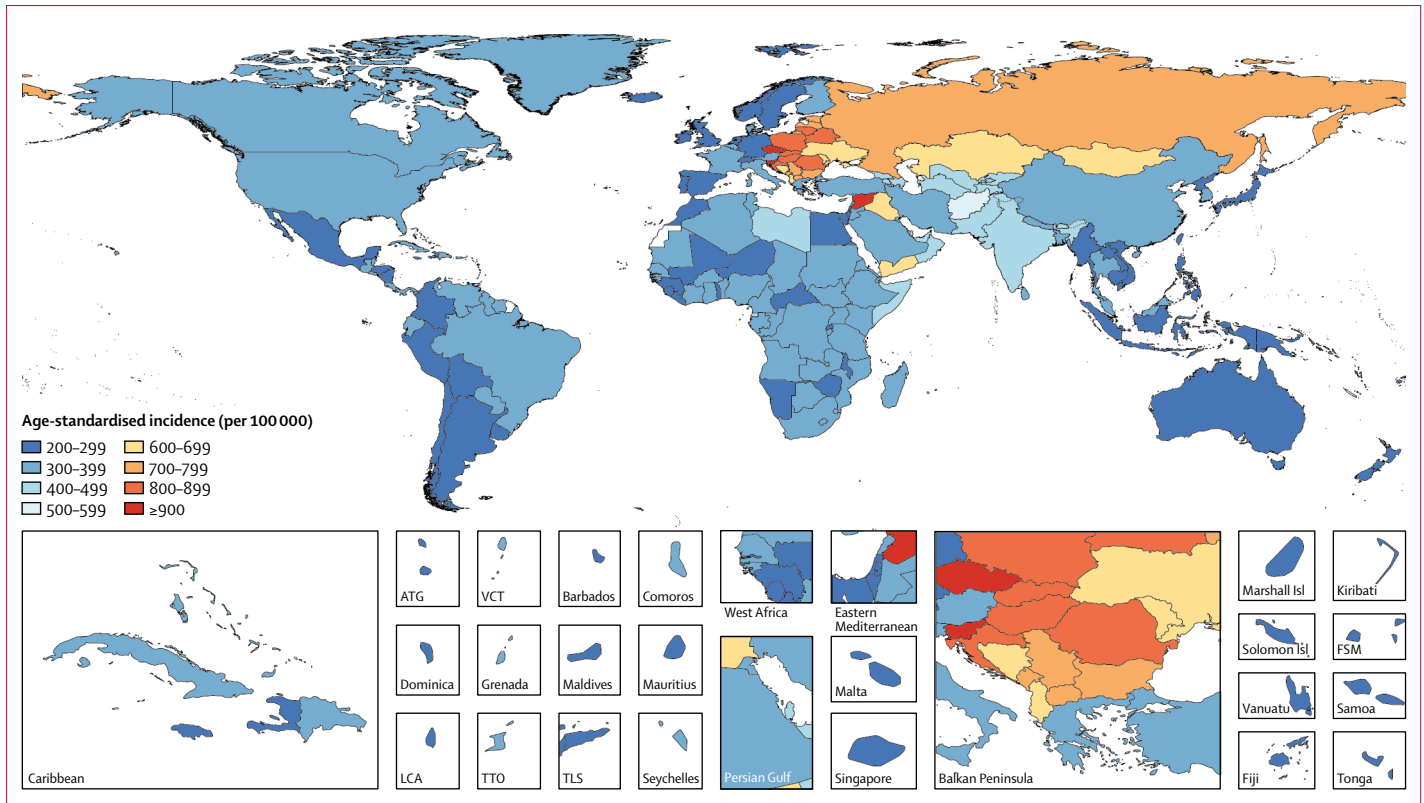 Age-standardised incidence (per 100 000)
200–299
600–699
300–399
700–799
400–499
800–899
500–599
≥900
Caribbean
ATG
VCT
Barbados
Comoros
Dominica
Grenada
Maldives
Mauritius
LCA
TTO
TLS
Seychelles
West Africa
Eastern
Mediterranean
Persian Gulf
Malta
Singapore
Balkan Peninsula
Marshall Isl
Kiribati
Solomon Isl
FSM
Vanuatu
Samoa
Fiji
Tonga